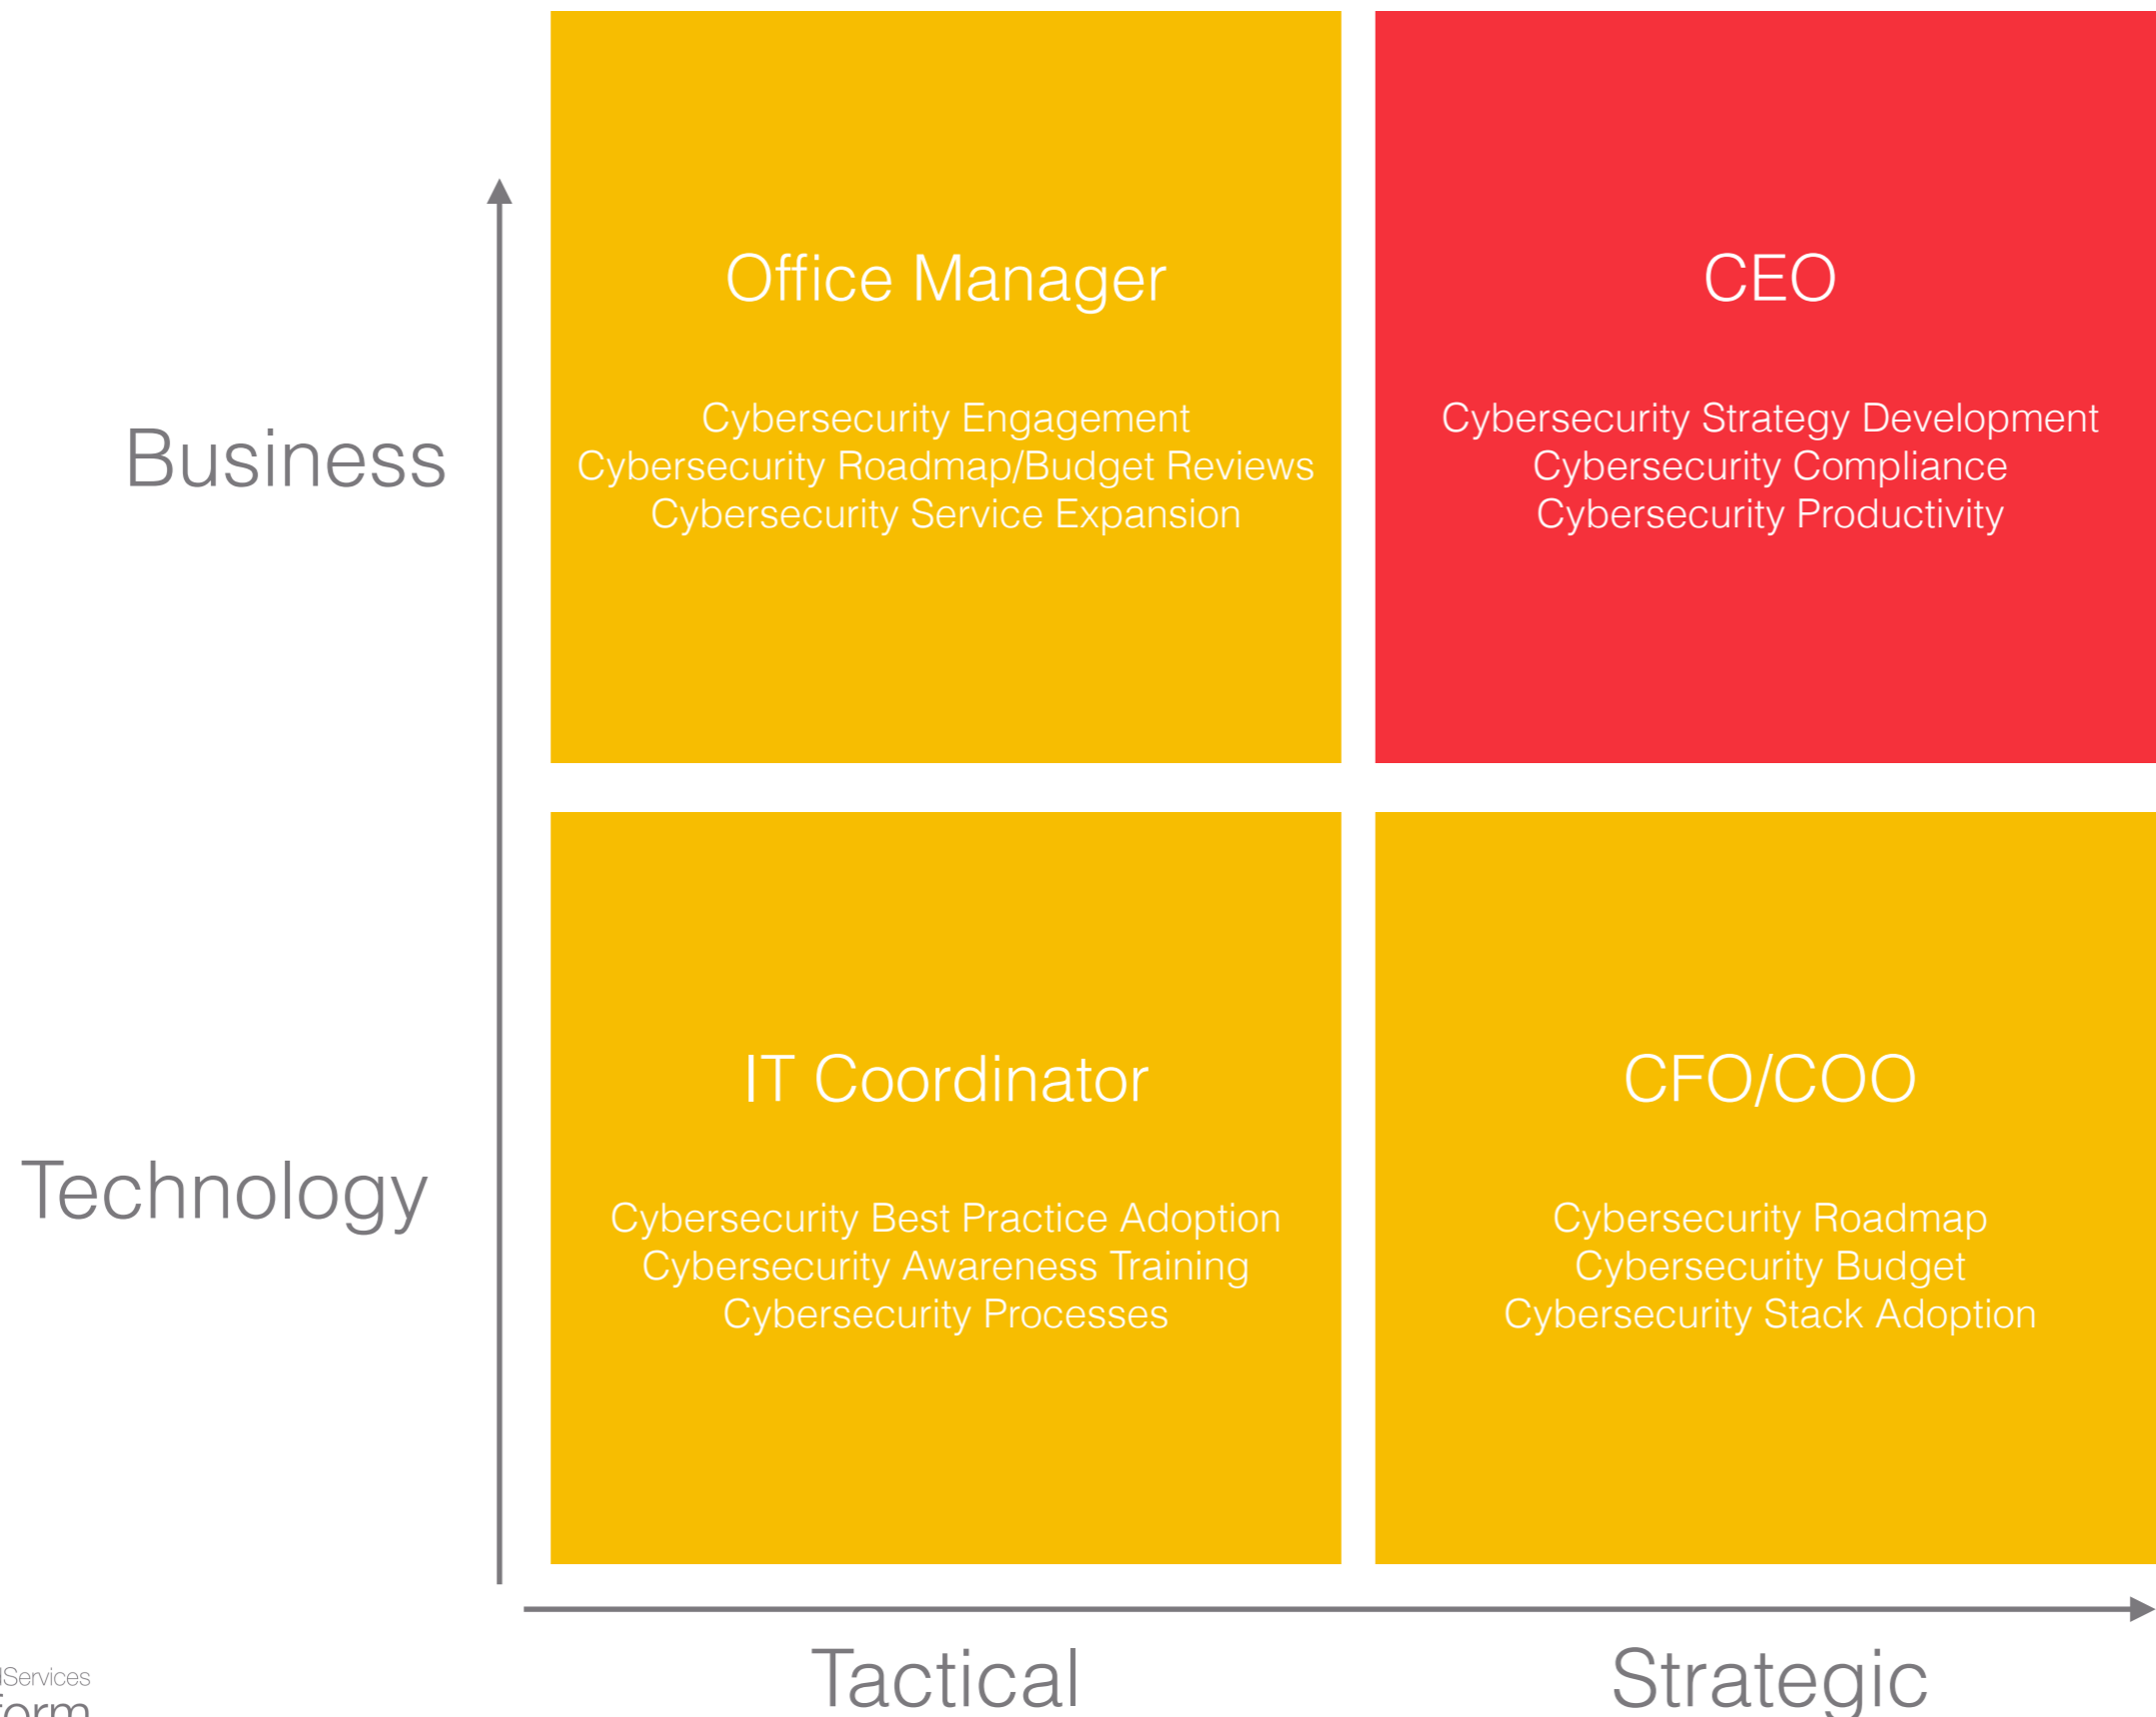 Office Manager
Cybersecurity Engagement
Cybersecurity Roadmap/Budget Reviews
Cybersecurity Service Expansion
CEO
Cybersecurity Strategy Development
Cybersecurity Compliance
Cybersecurity Productivity
Business
IT Coordinator
Cybersecurity Best Practice Adoption
Cybersecurity Awareness Training
Cybersecurity Processes
CFO/COO
Cybersecurity Roadmap
Cybersecurity Budget
Cybersecurity Stack Adoption
Technology
Tactical
Strategic
Services